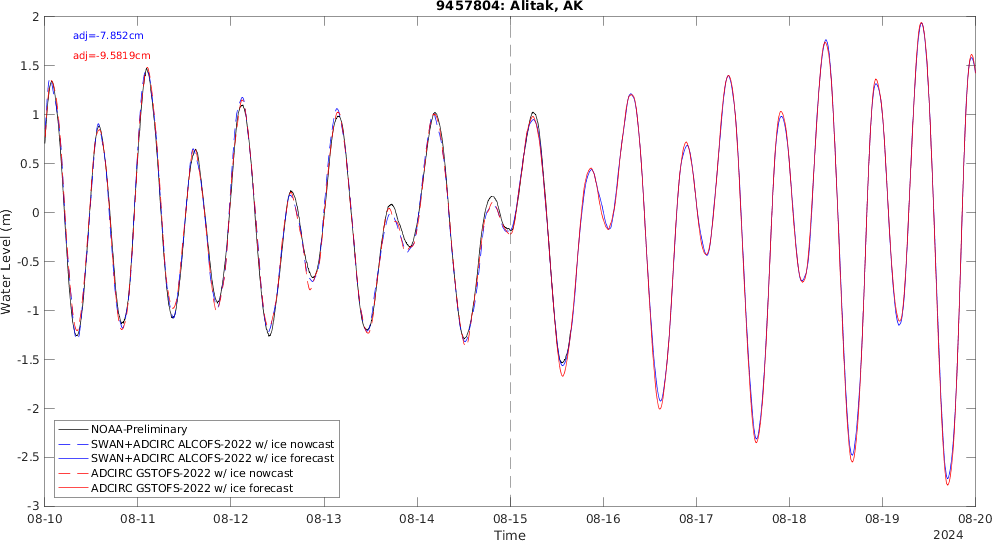 9457804: Alitak, AK
adj=-7.852cm
adj=-9.5819cm
2
1.5
1
0.5
0
-0.5
-1
-1.5
-2
-2.5
-3
Water Level (m)
NOAA-Preliminary
SWAN+ADCIRC ALCOFS-2022 w/ ice nowcast
SWAN+ADCIRC ALCOFS-2022 w/ ice forecast
ADCIRC GSTOFS-2022 w/ ice nowcast
ADCIRC GSTOFS-2022 w/ ice forecast
08-10 08-11 08-12 08-13 08-14 08-15 08-16 08-17 08-18 08-19 08-20
Time
2024